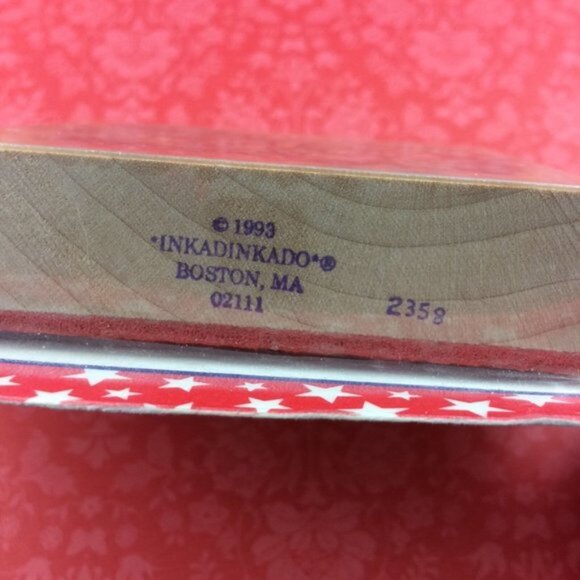 © 1993
*INKADINKADO*®
BOSTON, MA
02111
2358